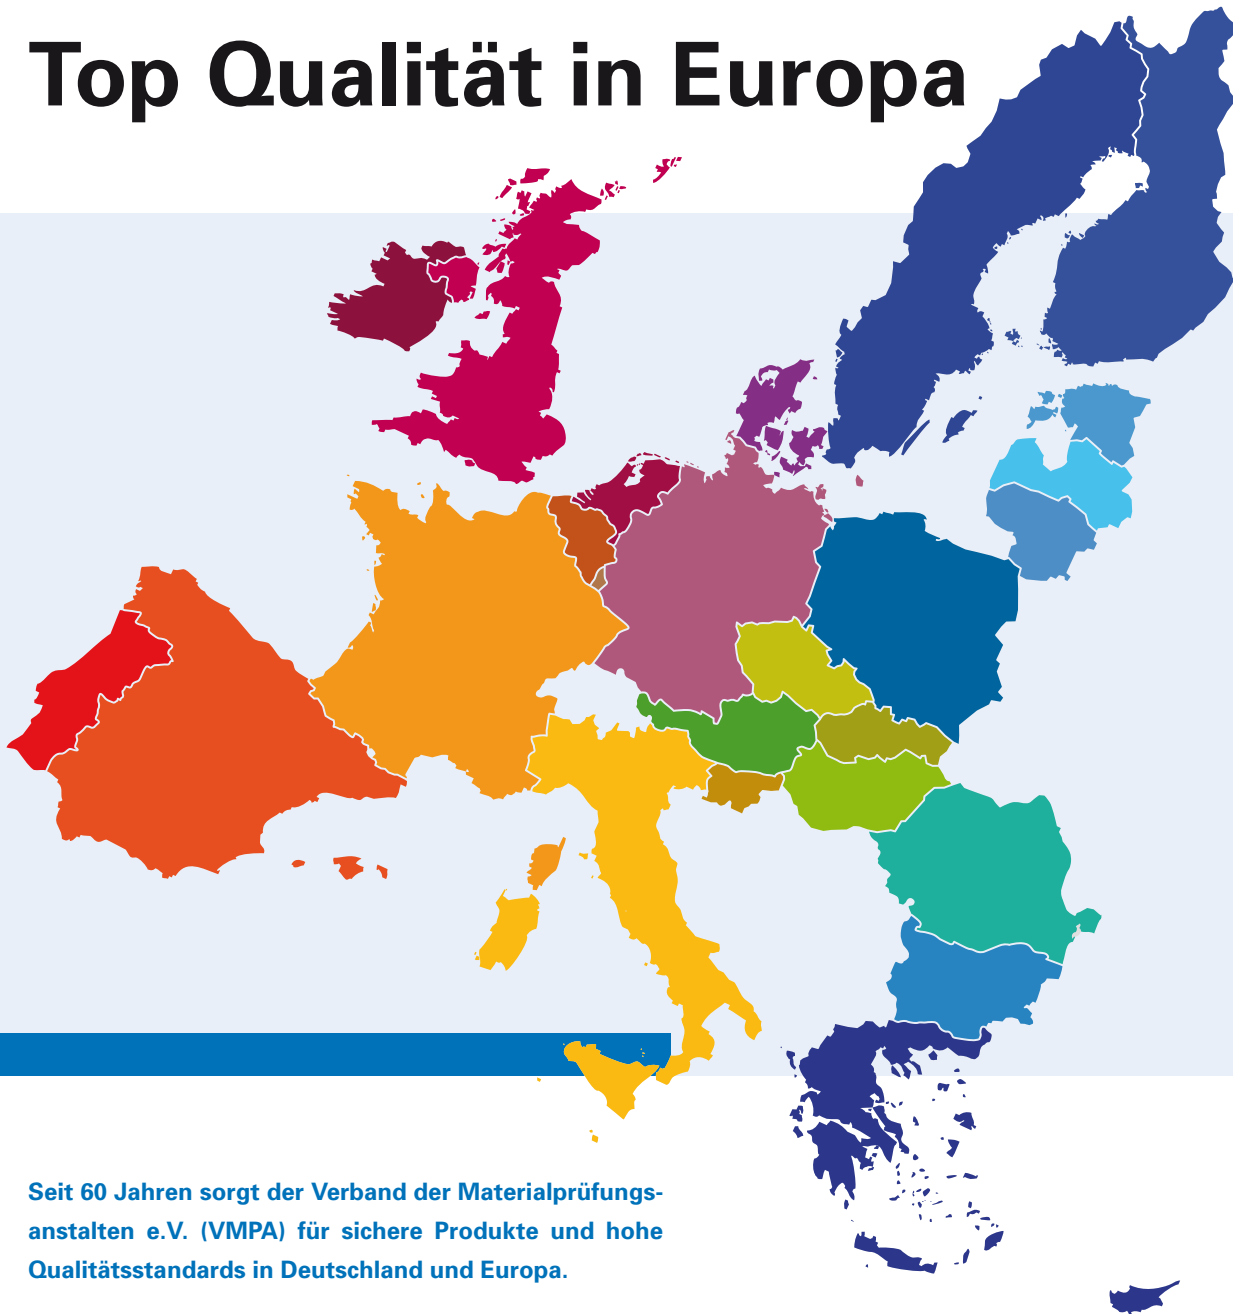 Top Qualität in Europa
Seit 60 Jahren sorgt der Verband der Materialprüfungs-
anstalten e.V. (VMPA) für sichere Produkte und hohe
Qualitätsstandards in Deutschland und Europa.